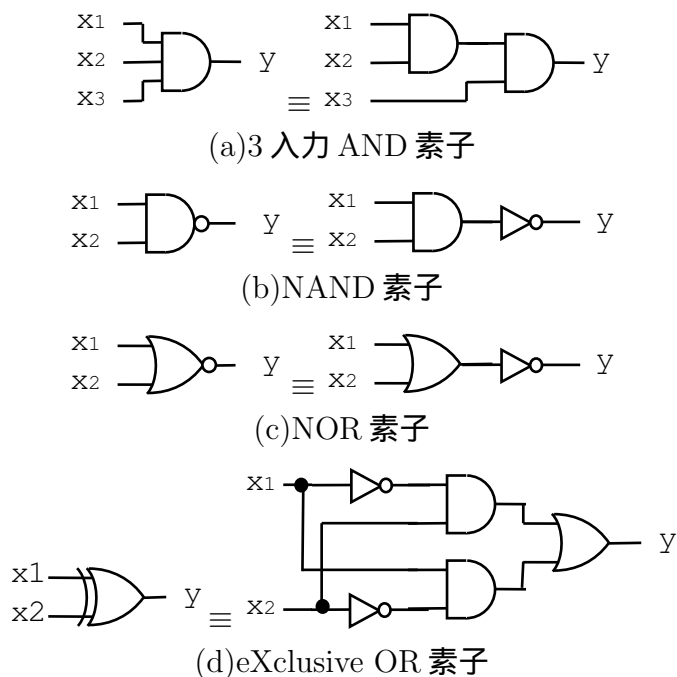 x1 x1
x2 y x2 y
x3 ≡ x3
(a)3 入力 AND 素子
x1 x1
x2 y ≡ x2 y
(b)NAND 素子
x1 x1
x2 y ≡ x2 y
(c)NOR 素子
x1
y
x1
x2 y ≡ x2
(d)eXclusive OR 素子